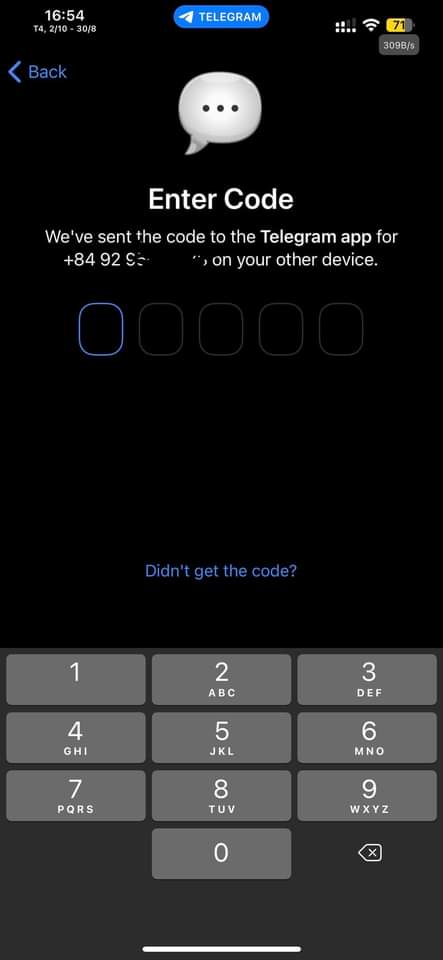 16:54
T4, 2/10 - 30/8
TELEGRAM
71
309B/s
Back
Enter Code
We've sent the code to the Telegram app for
+84 92 on your other device.
Didn't get the code?
1
2
ABC
3
DEF
4
GHI
5
JKL
6
MNO
7
PQRS
8
TUV
9
WXYZ
0